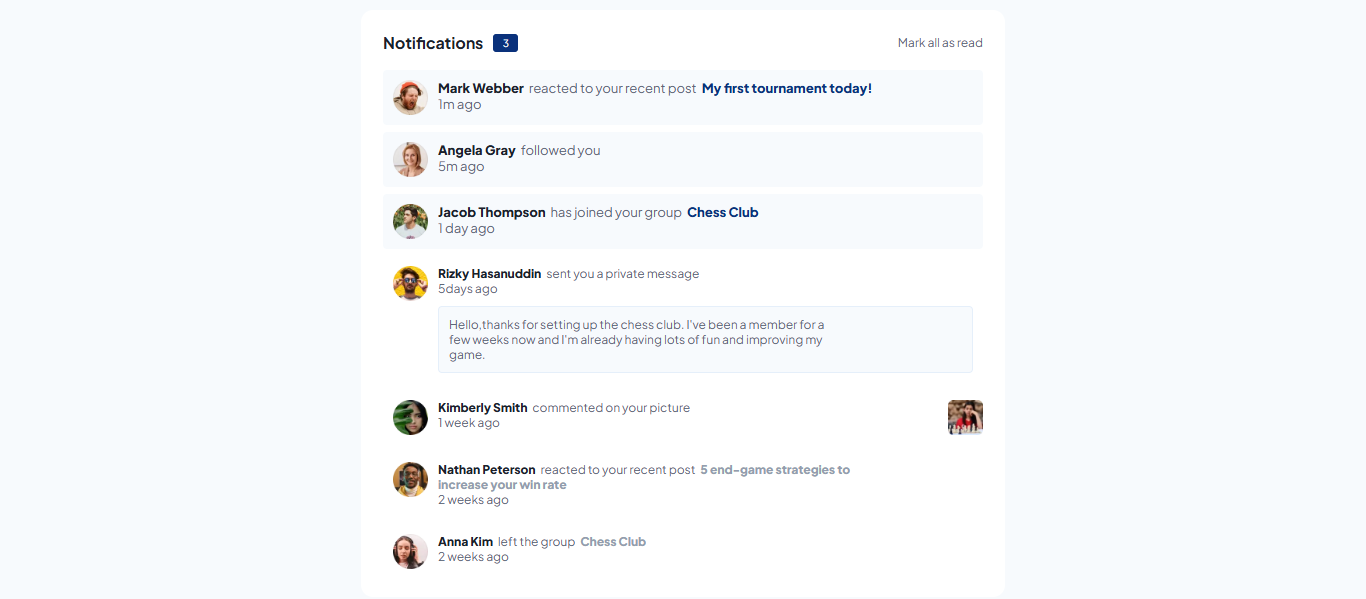 Notifications 3 Mark all as read
Mark Webber reacted to your recent post My first tournament today!
1m ago
Angela Gray followed you
5m ago
Jacob Thompson has joined your group Chess Club
1 day ago
Rizky Hasanuddin sent you a private message
5days ago
Hello,thanks for setting up the chess club. I've been a member for a
few weeks now and I'm already having lots of fun and improving my
game.
Kimberly Smith commented on your picture
1 week ago
Nathan Peterson reacted to your recent post 5 end-game strategies to
increase your win rate
2 weeks ago
Anna Kim left the group Chess Club
2 weeks ago